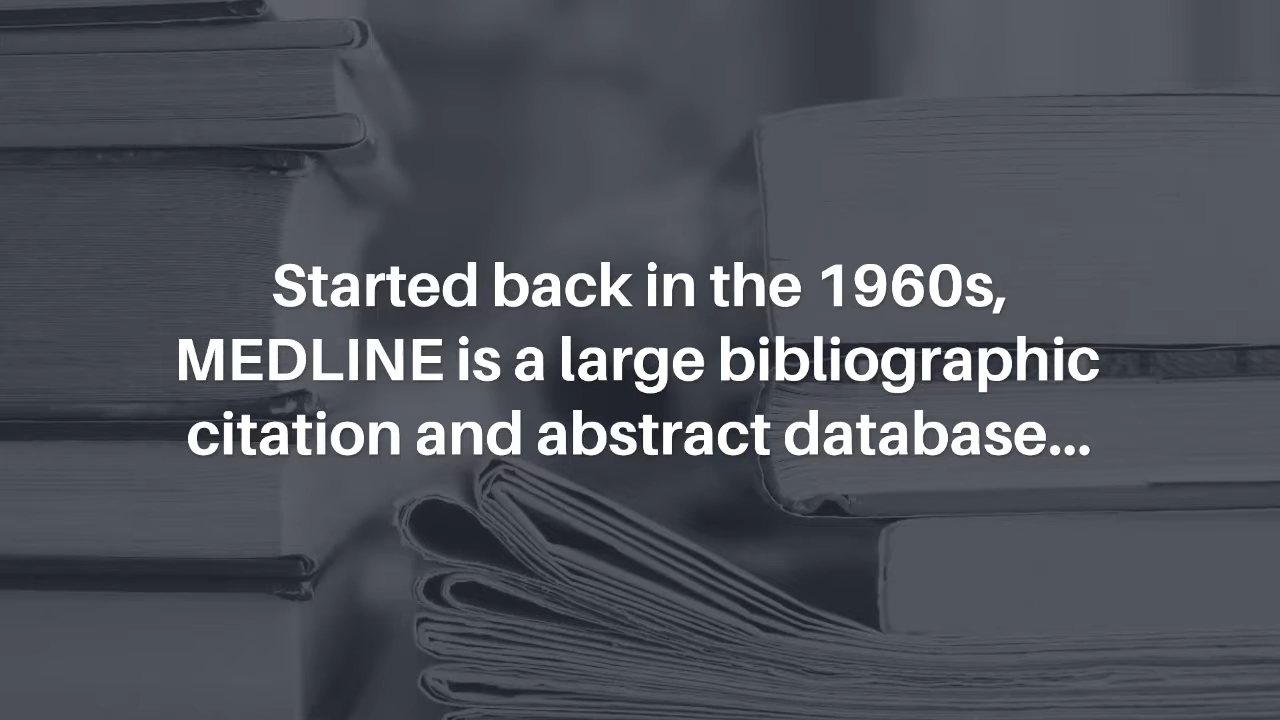 Started back in the 1960s,
MEDLINE is a large bibliographic
citation and abstract database...